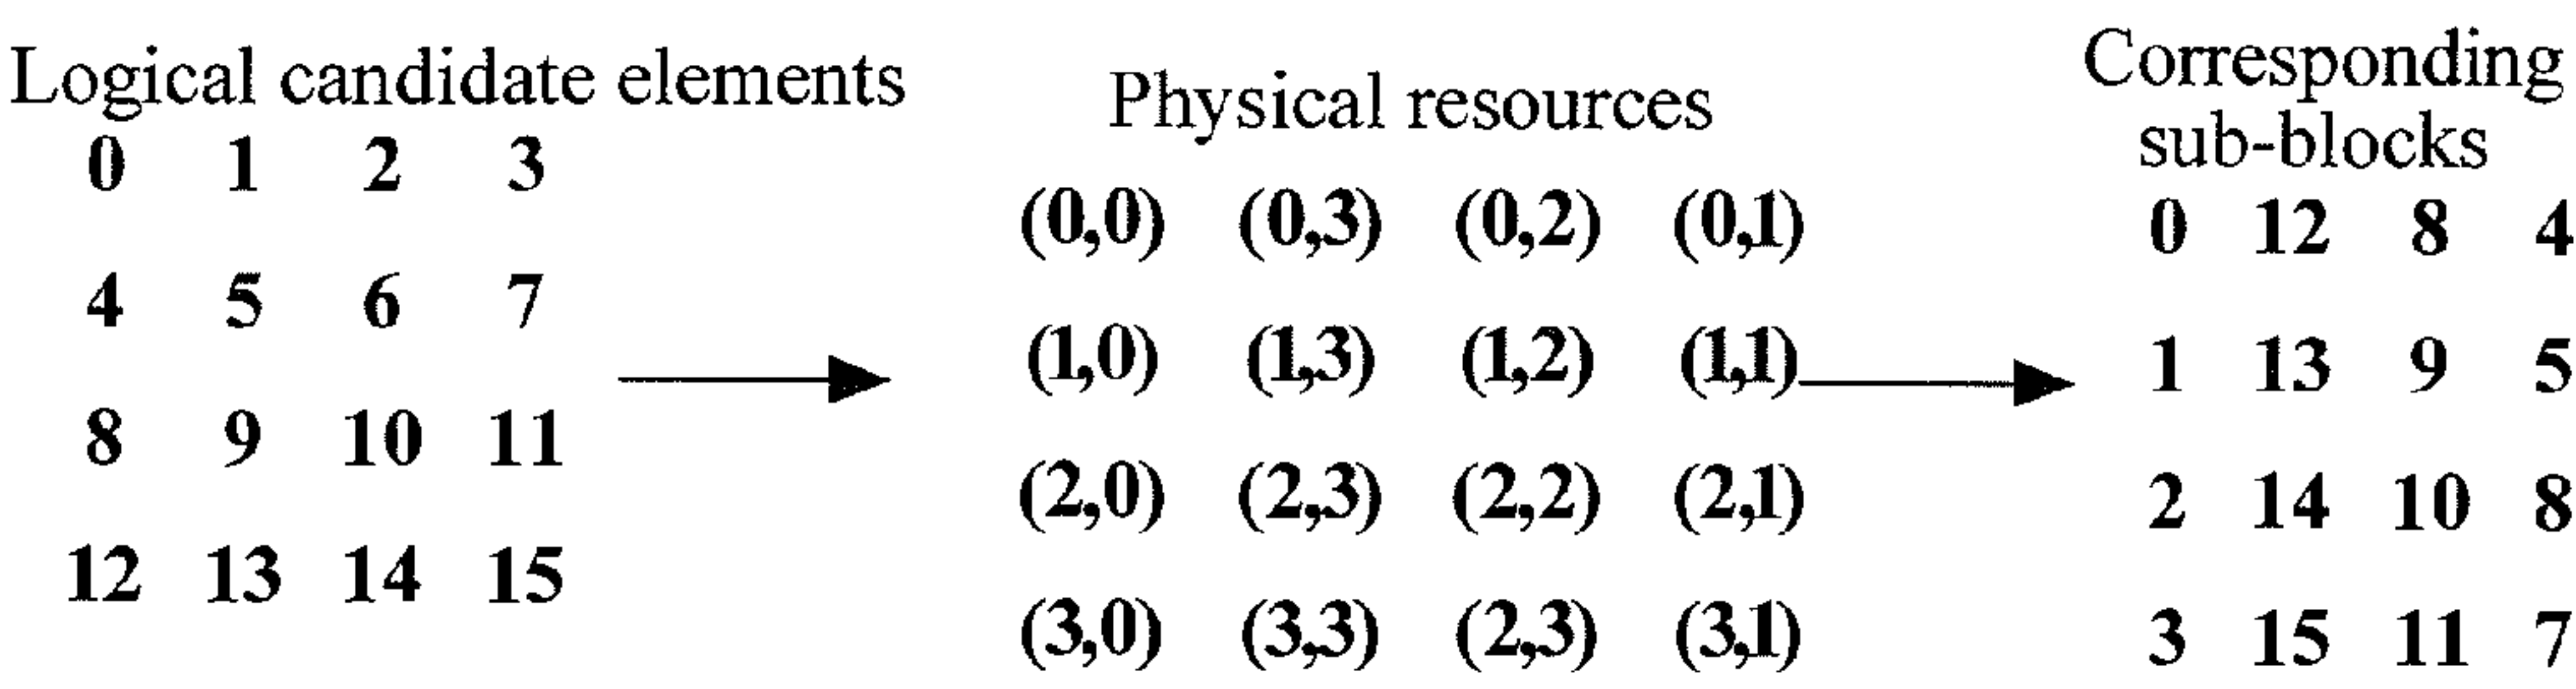 Logical candidate elements
0 1 2 3
4 5 6 7
8 9 10 11
12 13 14 15
Physical resources
(0,0) (0,3) (0,2) (0,1)
(1,0) (1,3) (1,2) (1,1)
(2,0) (2,3) (2,2) (2,1)
(3,0) (3,3) (2,3) (3,1)
Corresponding
sub-blocks
0 12 8 4
1 13 9 5
2 14 10 8
3 15 11 7